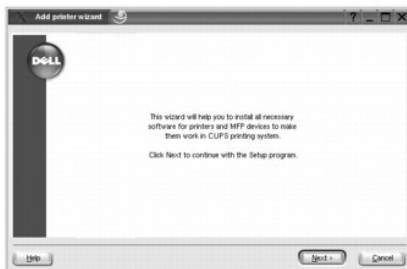 Add printer wizard
DELL
This wizard will help you to install all necessary
software for printers and MFP devices to make
them work in CUPS printing system.
Click Next to continue with the Setup program.
Help
Next >
Cancel